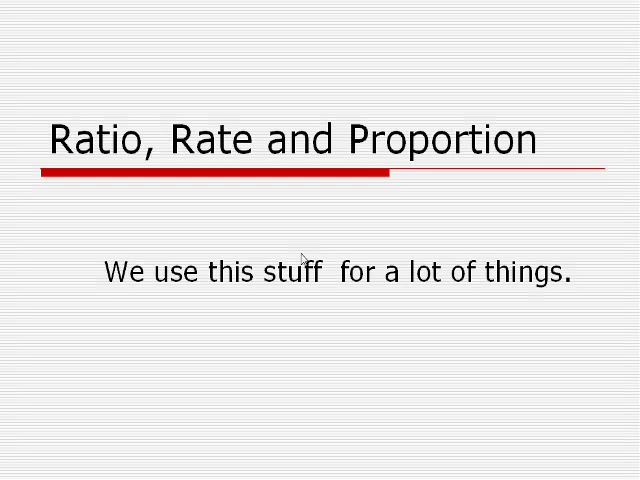 Ratio, Rate and Proportion
We use this stuff  for a lot of things.